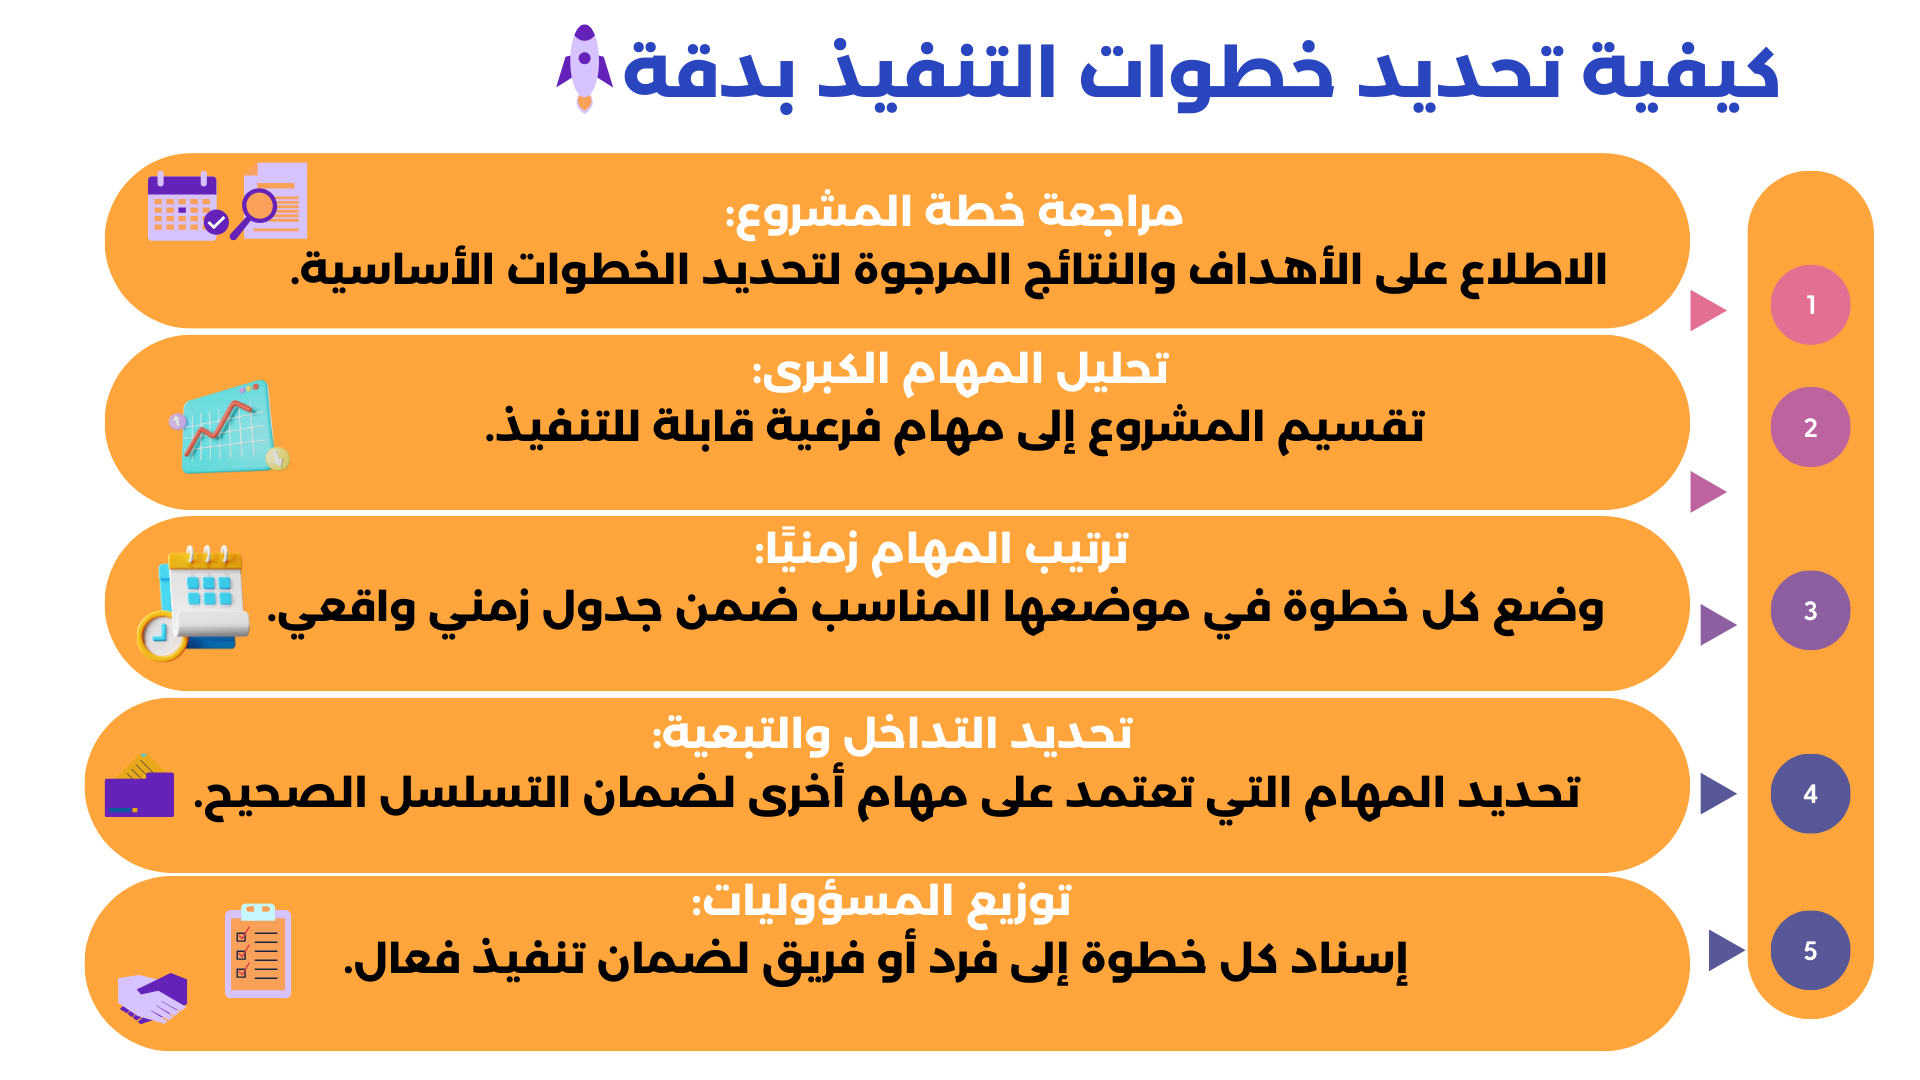 كيفية تحديد خطوات التنفيذ بدقة
مراجعة خطة المشروع:
الاطلاع على الأهداف والنتائج المرجوة لتحديد الخطوات الأساسية.
1
تحليل المهام الكبرى:
تقسيم المشروع إلى مهام فرعية قابلة للتنفيذ.
2
ترتيب المهام زمنيًا:
وضع كل خطوة في موضعها المناسب ضمن جدول زمني واقعي.
3
تحديد التداخل والتبعية:
تحديد المهام التي تعتمد على مهام أخرى لضمان التسلسل الصحيح.
4
توزيع المسؤوليات:
إسناد كل خطوة إلى فرد أو فريق لضمان تنفيذ فعال.
5